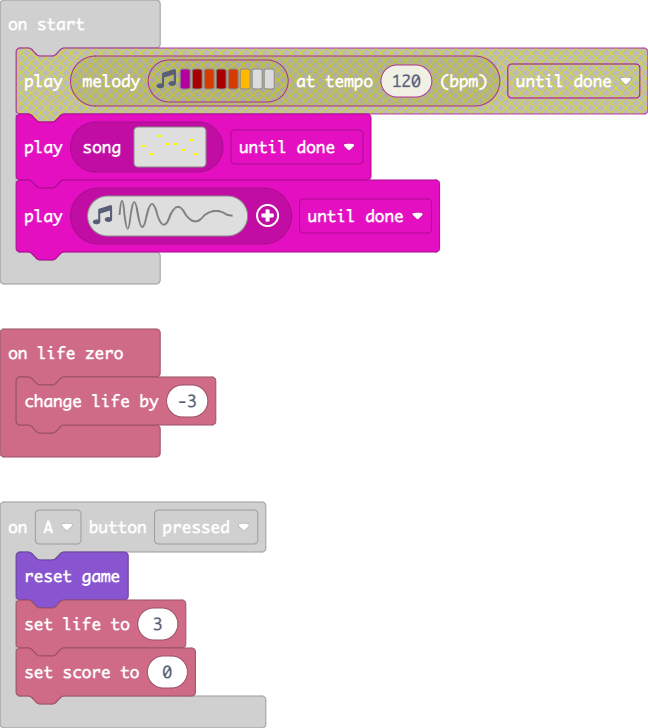 on start
play melody at tempo 120 (bpm) until done
play song until done
play until done
on life zero
change life by -3
on A button pressed
reset game
set life to 3
set score to 0